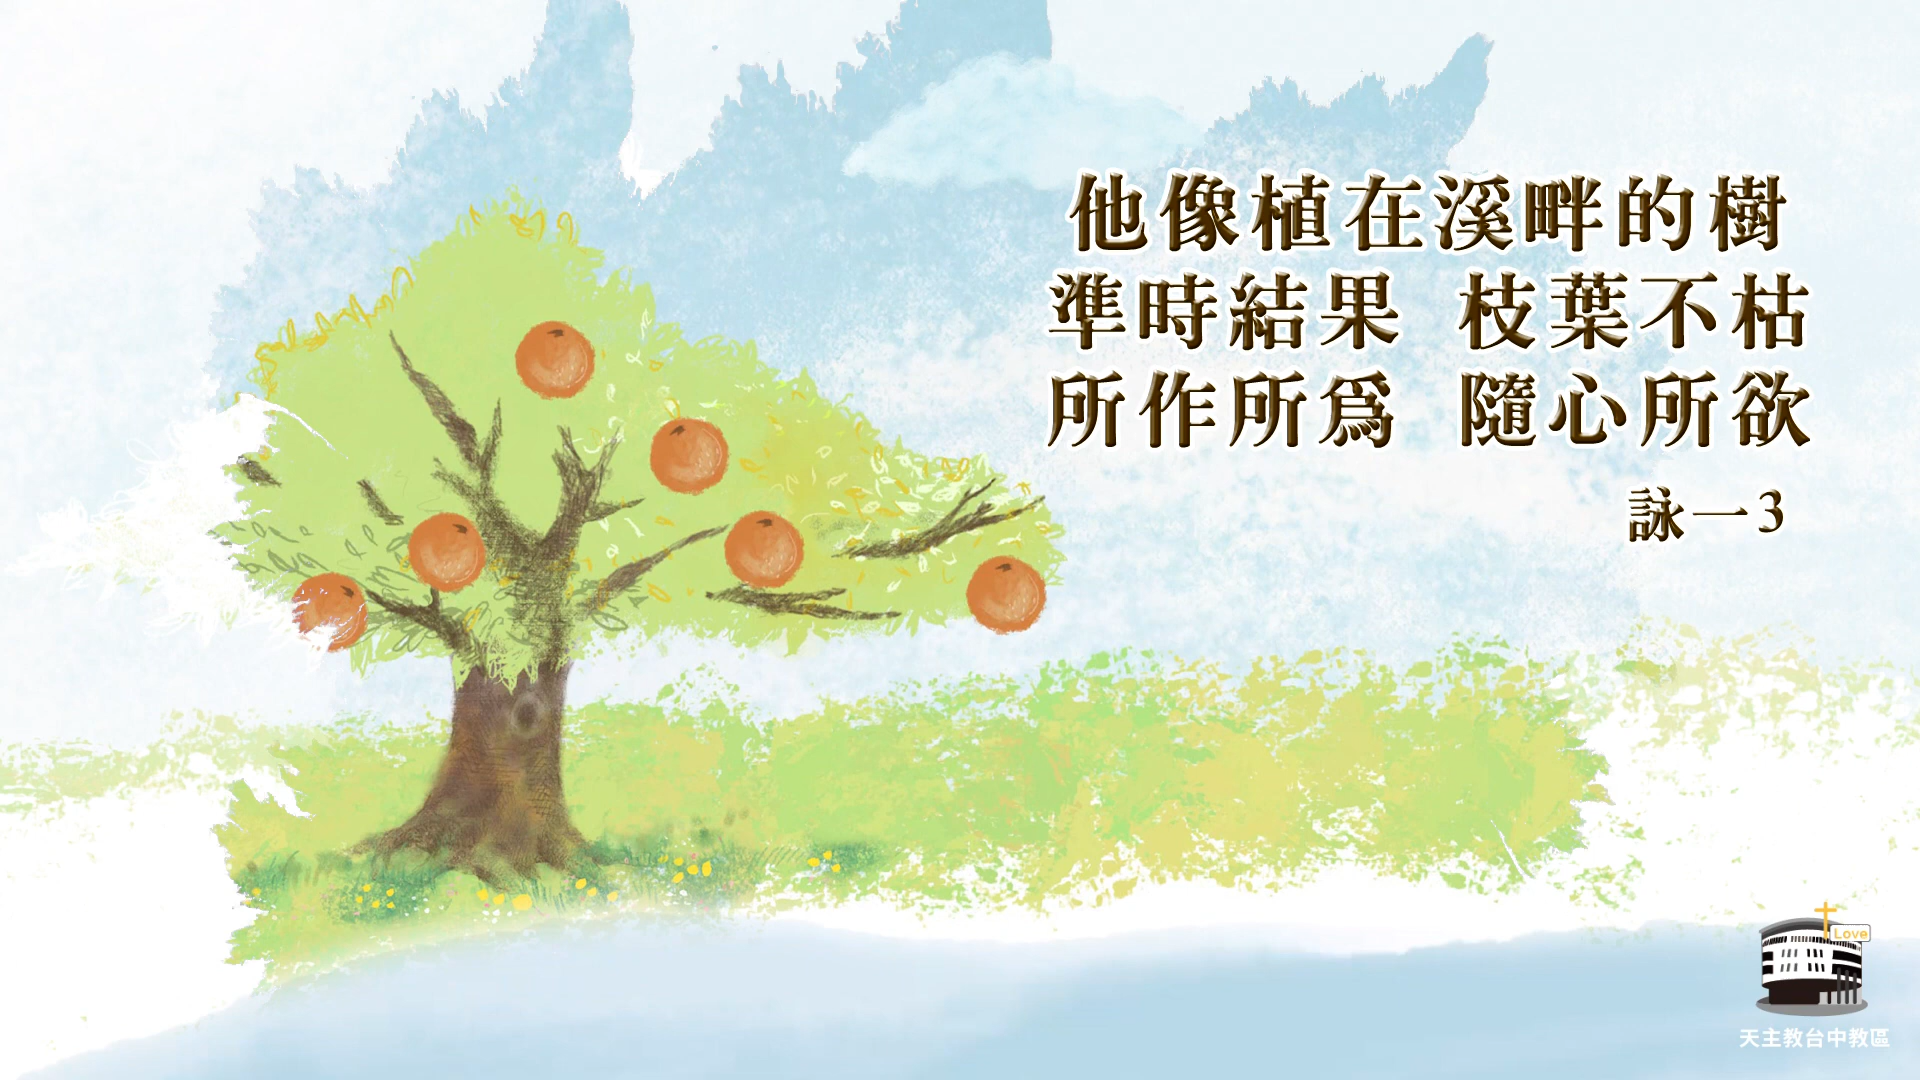 他像植在溪畔的樹
準時結果 枝葉不枯
所作所為 隨心所欲
詠一3
Love
天主教台中教區